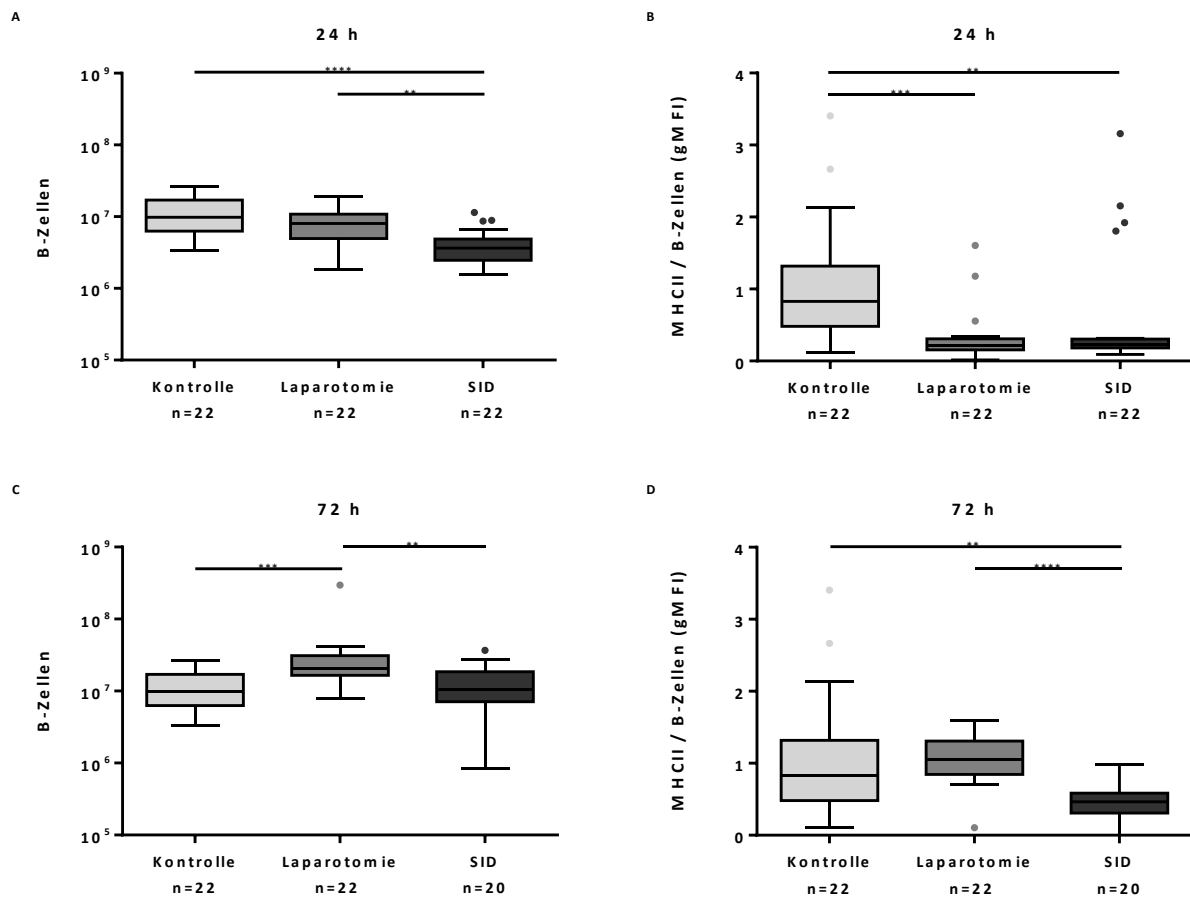 A
24 h
**** 
**
B-Zellen
10⁹
10⁸
10⁷
10⁶
10⁵
Kontrolle Laparotomie SID
n=22 n=22 n=22
B
24 h
**
***
MHCII / B-Zellen (gMFI)
4
3
2
1
0
Kontrolle Laparotomie SID
n=22 n=22 n=22
C
72 h
**
***
B-Zellen
10⁹
10⁸
10⁷
10⁶
10⁵
Kontrolle Laparotomie SID
n=22 n=22 n=20
D
72 h
**
****
MHCII / B-Zellen (gMFI)
4
3
2
1
0
Kontrolle Laparotomie SID
n=22 n=22 n=20